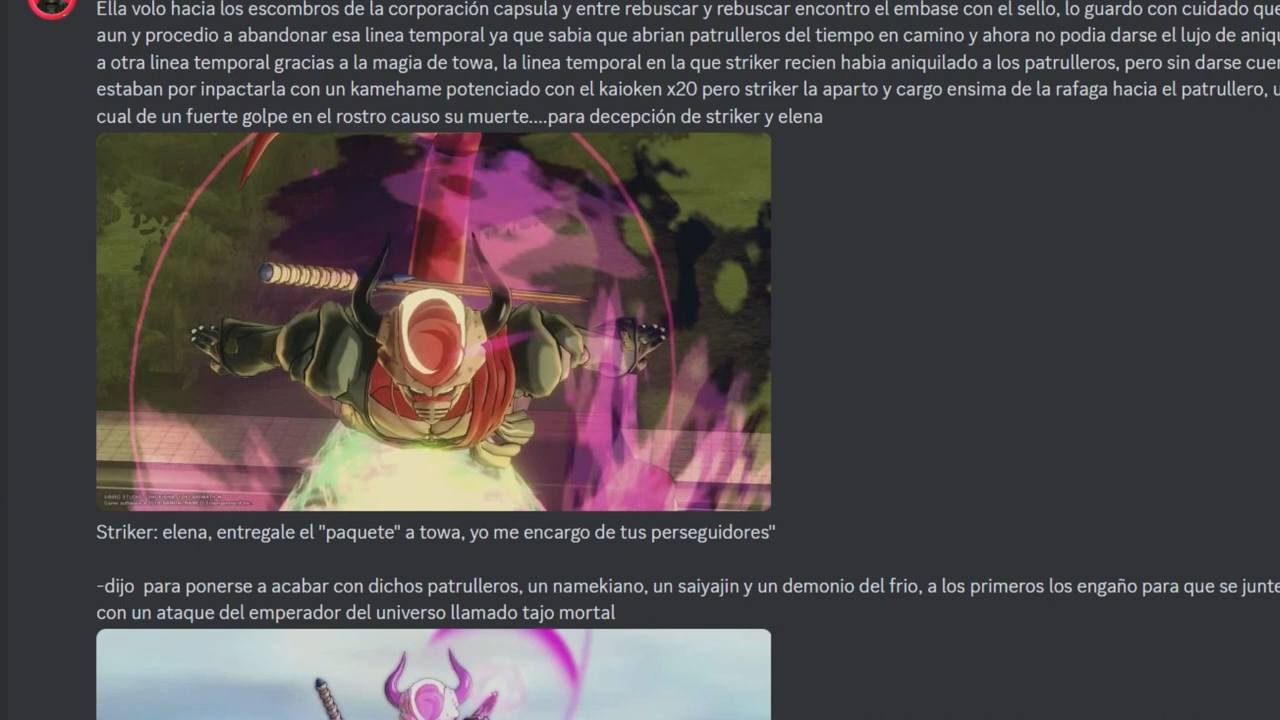 Ella volo hacia los escombros de la corporación capsula y entre rebuscar y rebuscar encontro el embase con el sello, lo guardo con cuidado que
aun y procedio a abandonar esa linea temporal ya que sabia que abrian patrulleros del tiempo en camino y ahora no podia darse el lujo de
a otra linea temporal gracias a la magia de towa, la linea temporal en la que striker recien habia aniquilado a los patrulleros, pero sin darse
estaban por inpactarla con un kamehame potenciado con el kaioken x20 pero striker la aparto y cargo ensima de la rafaga hacia el patrullero,
cual de un fuerte golpe en el rostro causo su muerte....para decepción de striker y elena
Striker: elena, entregale el "paquete" a towa, yo me encargo de tus perseguidores"
-dijo para ponerse a acabar con dichos patrulleros, un namekiano, un saiyajin y un demonio del frio, a los primeros los engaño para que se
con un ataque del emperador del universo llamado tajo mortal